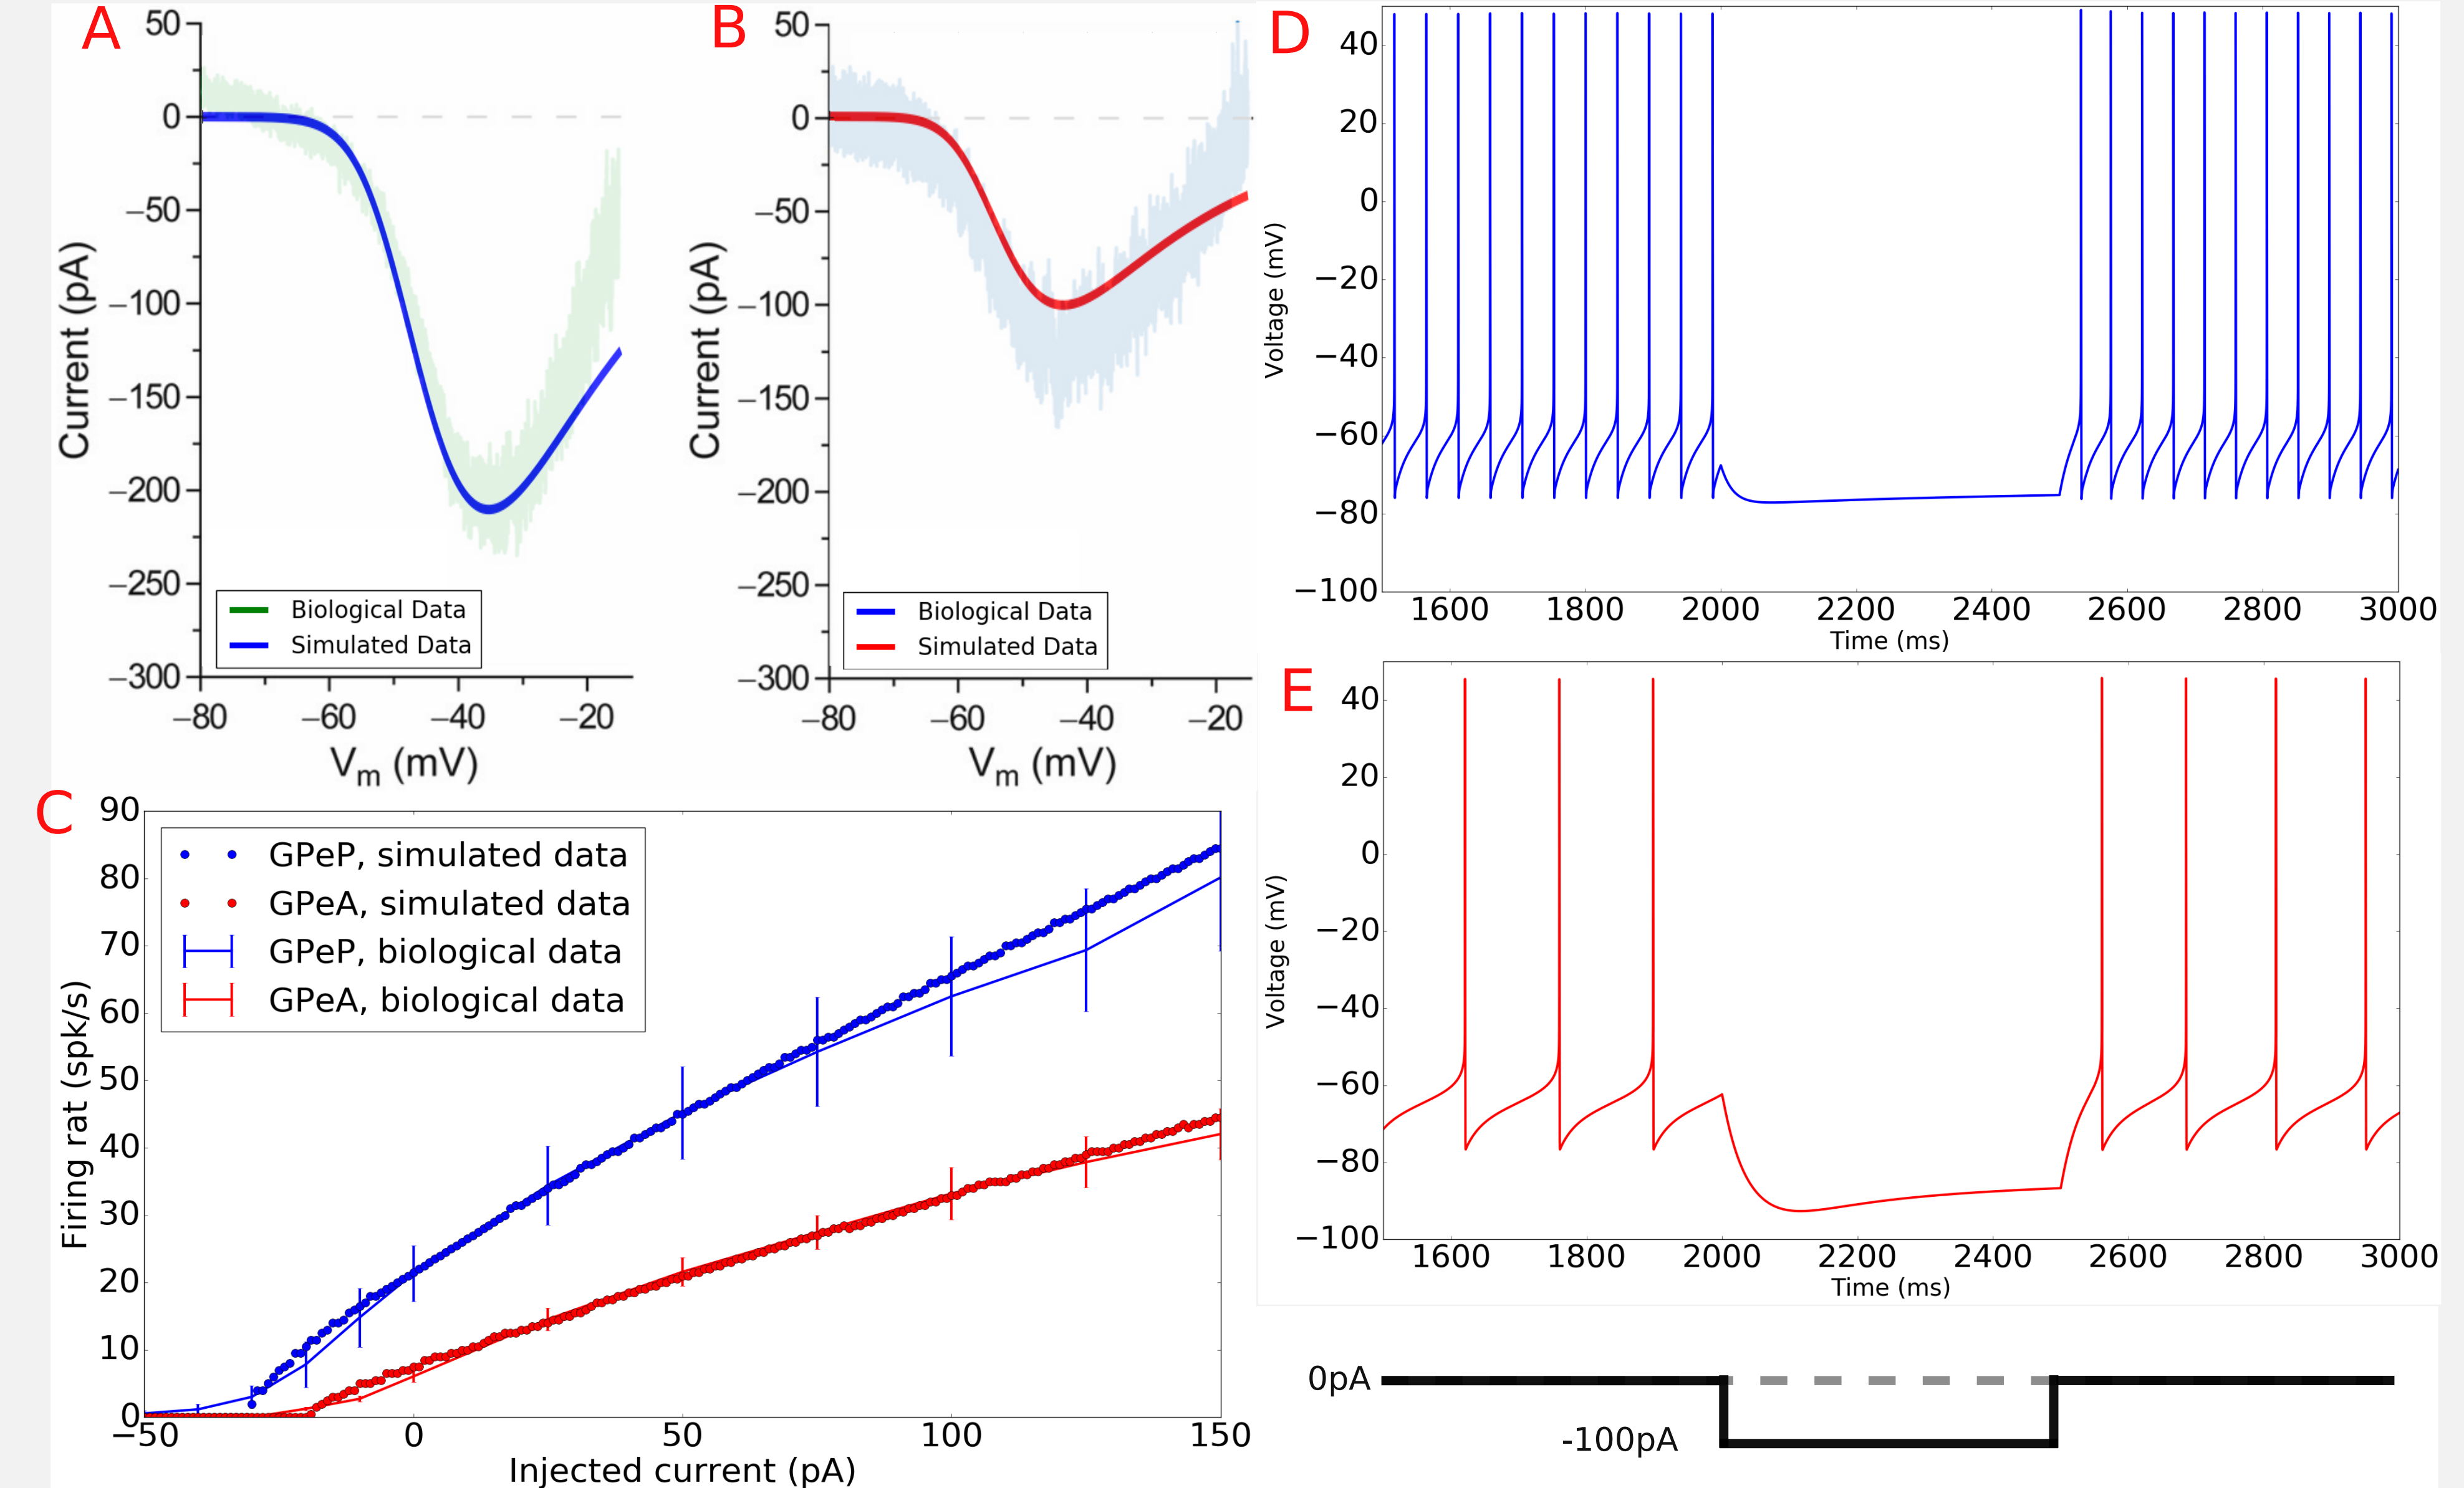 A
50
0
−50
−100
−150
−200
−250
−300
Current (pA)
Biological Data
Simulated Data
−80 −60 −40 −20
Vm (mV)
B
50
0
−50
−100
−150
−200
−250
−300
Current (pA)
Biological Data
Simulated Data
−80 −60 −40 −20
Vm (mV)
C
90
80
70
60
50
40
30
20
10
0
Firing rat (spk/s)
GPeP, simulated data
GPeA, simulated data
GPeP, biological data
GPeA, biological data
−50 0 50 100 150
Injected current (pA)
D
40
20
0
−20
−40
−60
−80
−100
Voltage (mV)
1600 1800 2000 2200 2400 2600 2800 3000
Time (ms)
E
40
20
0
−20
−40
−60
−80
−100
Voltage (mV)
1600 1800 2000 2200 2400 2600 2800 3000
Time (ms)
0pA
-100pA